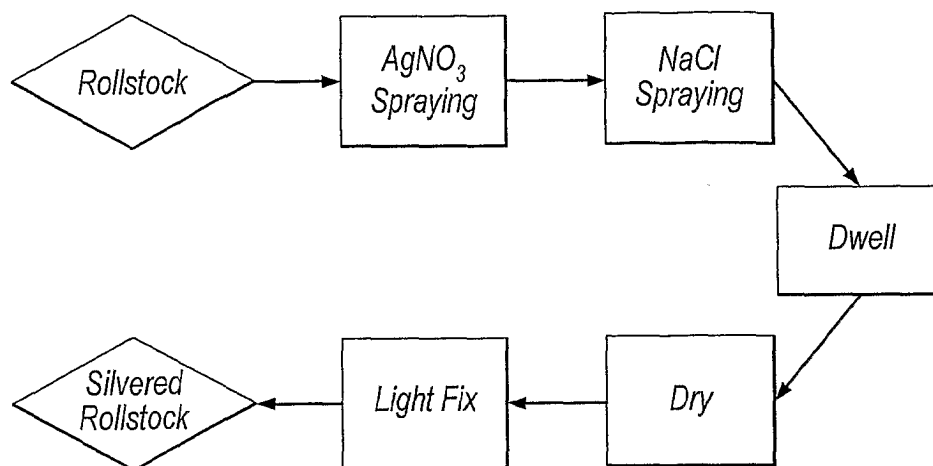 Rollstock
AgNO₃
Spraying
NaCl
Spraying
Dwell
Dry
Light Fix
Silvered
Rollstock